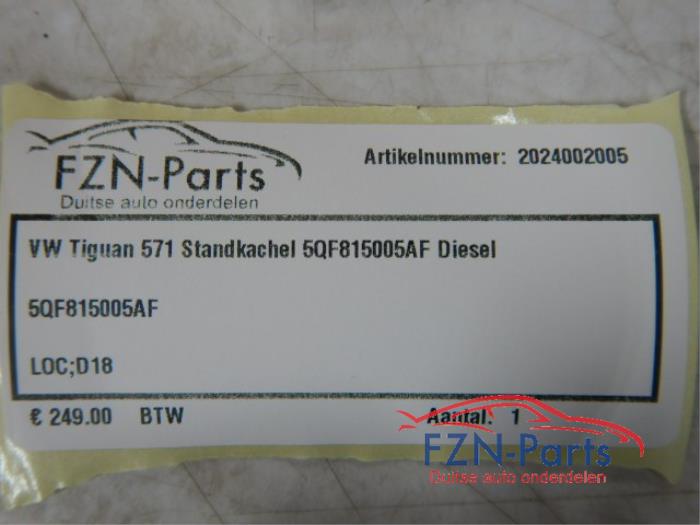 FZN-Parts
Duitse auto onderdelen
Artikelnummer: 2024002005
VW Tiguan 571 Standkachel 5QF815005AF Diesel
5QF815005AF
LOC;D18
€ 249.00 BTW
Aantal: 1
FZN-Parts
Duitse auto onderdelen